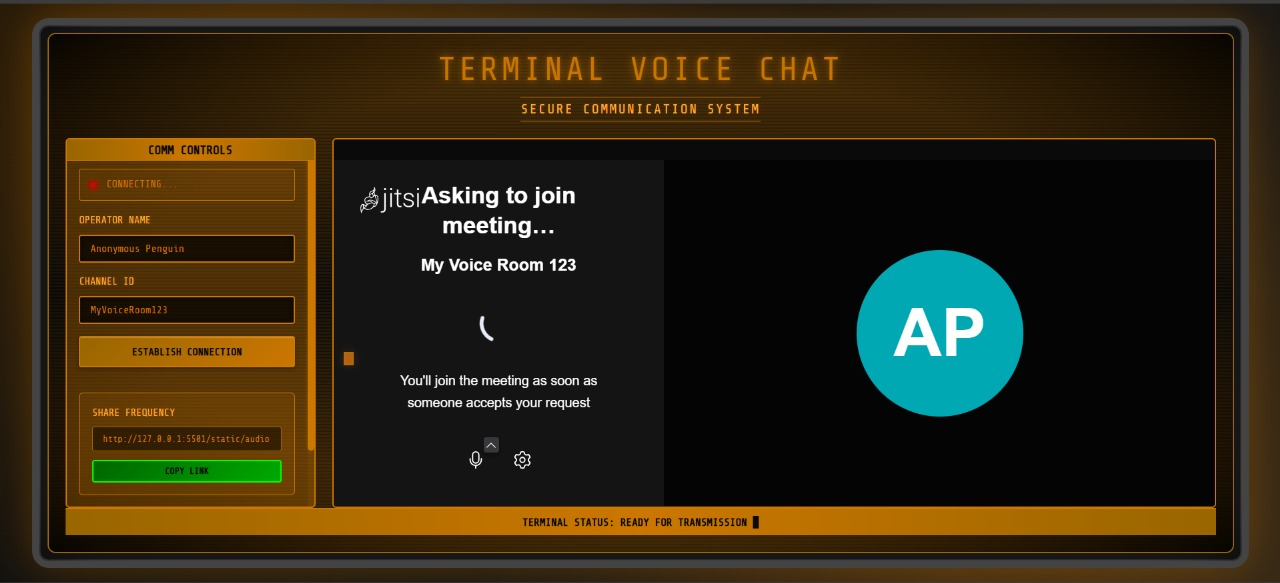 TERMINAL VOICE CHAT
SECURE COMMUNICATION SYSTEM
COMM CONTROLS
CONNECTING...
OPERATOR NAME
Anonymous Penguin
CHANNEL ID
MyVoiceRoom123
ESTABLISH CONNECTION
SHARE FREQUENCY
http://127.0.0.1:5501/static/audio
COPY LINK
jitsi
Asking to join
meeting...
My Voice Room 123
You'll join the meeting as soon as
someone accepts your request
AP
TERMINAL STATUS: READY FOR TRANSMISSION